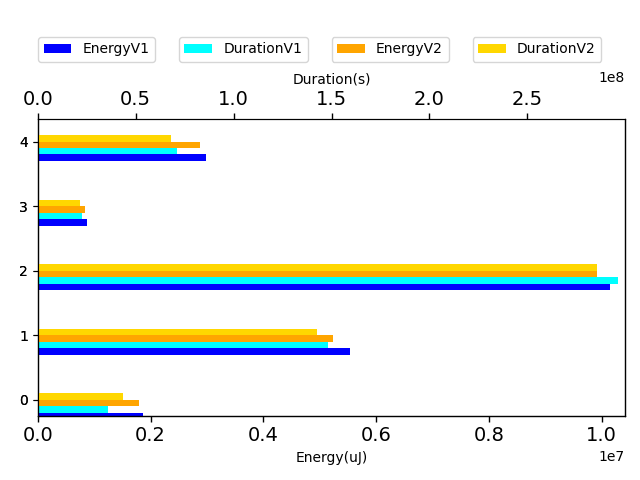 EnergyV1 DurationV1 EnergyV2 DurationV2
Duration(s) 1e8
0.0 0.5 1.0 1.5 2.0 2.5
4
3
2
1
0
0.0 0.2 0.4 0.6 0.8 1.0
Energy(uJ) 1e7